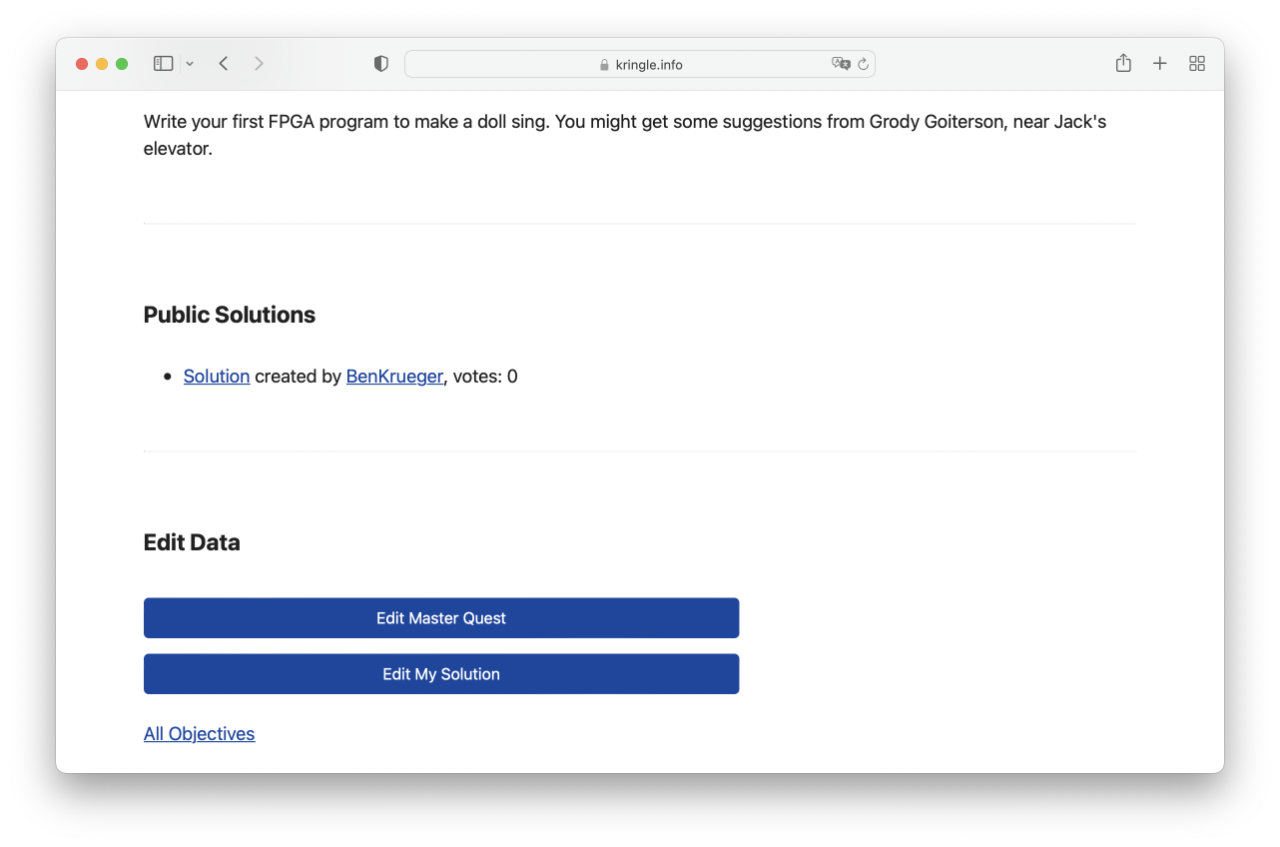 kringle.info
Write your first FPGA program to make a doll sing. You might get some suggestions from Grody Goiterson, near Jack's
elevator.
Public Solutions
• Solution created by BenKrueger, votes: 0
Edit Data
Edit Master Quest
Edit My Solution
All Objectives